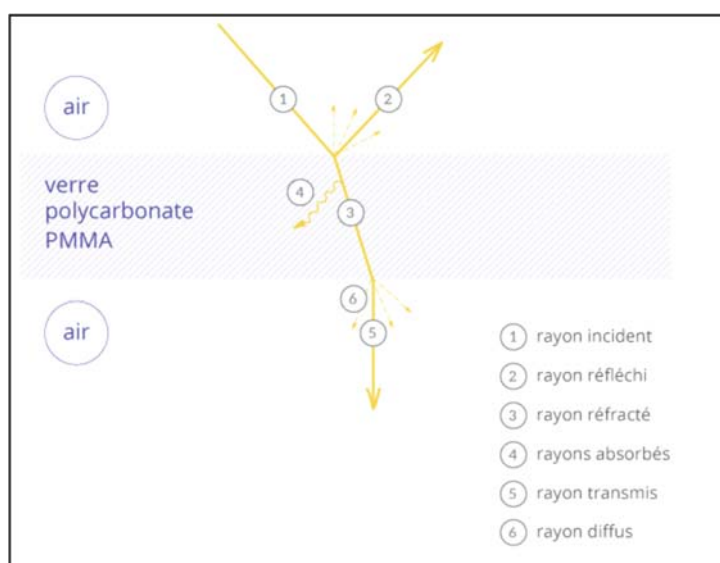 1
2
air
verre
polycarbonate
PMMA
4
3
air
6
5
1 rayon incident
2 rayon réfléchi
3 rayon réfracté
4 rayons absorbés
5 rayon transmis
6 rayon diffus